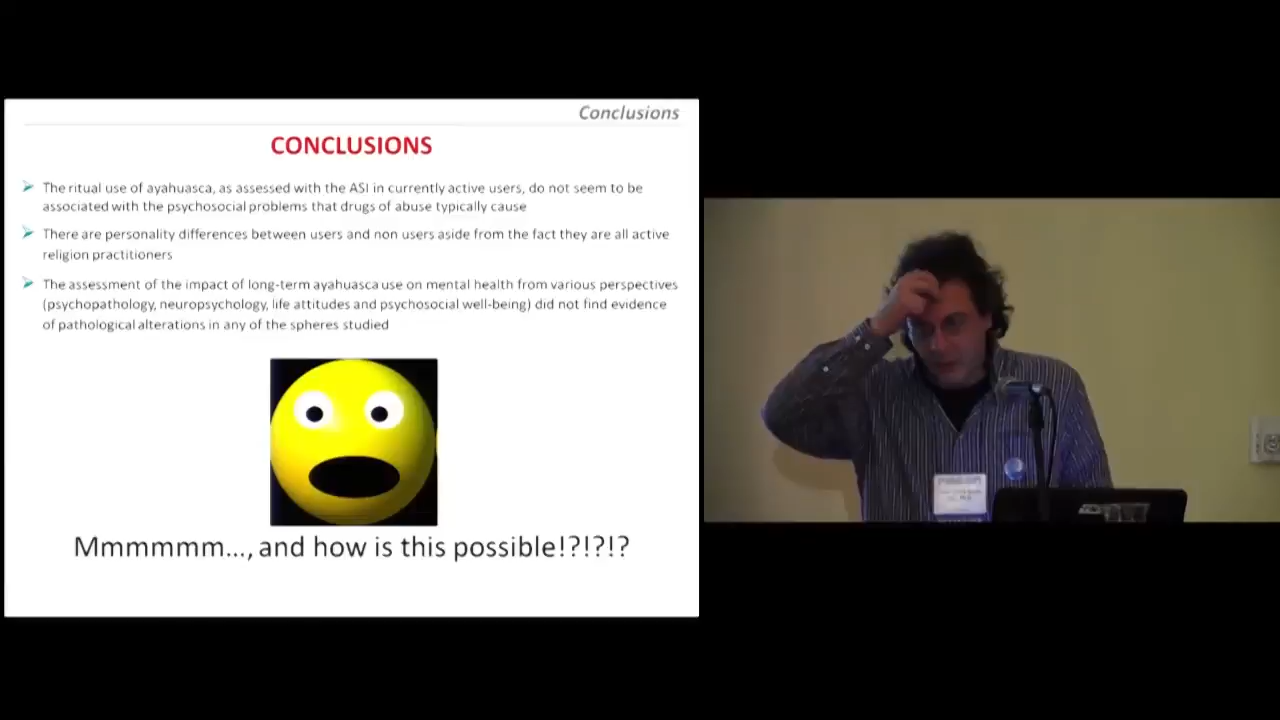 Conclusions
CONCLUSIONS
The ritual use of ayahuasca, as assessed with the ASI in currently active users, do not seem to be
associated with the psychosocial problems that drugs of abuse typically cause
There are personality differences between users and non users aside from the fact they are all active
religion practitioners
The assessment of the impact of long-term ayahuasca use on mental health from various perspectives
(psychopathology, neuropsychology, life attitudes and psychosocial well-being) did not find evidence
of pathological alterations in any of the spheres studied
Mmmmmm..., and how is this possible!?!?!?